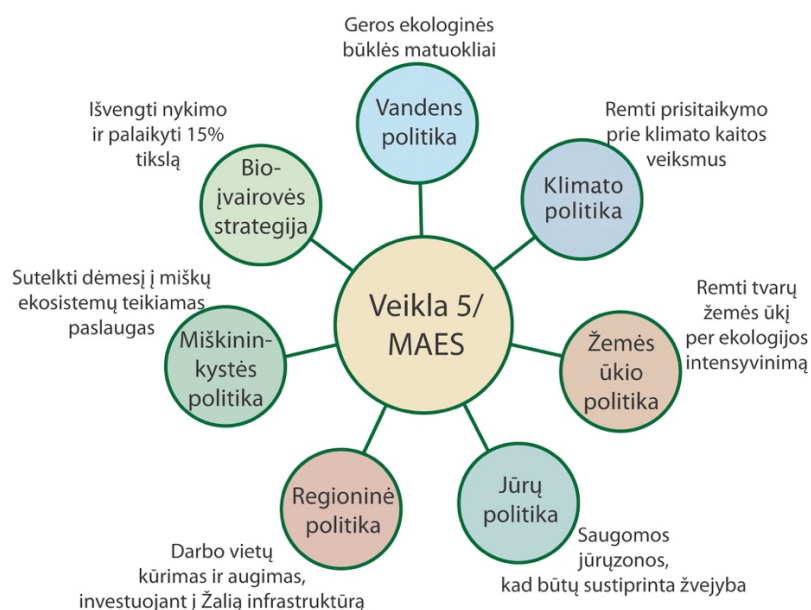 Geros ekologinės
būklės matuokliai
Vandens
politika
Remti prisitaikymo
prie klimato kaitos
veiksmus
Klimato
politika
Remti tvarų
žemės ūkį
per ekologijos
intensyvinimą
Žemės
ūkio
politika
Jūrų
politika
Saugomos
jūrųzonos,
kad būtų sustiprinta žvejyba
Regioninė
politika
Darbo vietų
kūrimas ir augimas,
investuojant į Žalią infrastruktūrą
Sutelkti dėmesį į miškų
ekosistemų teikiamas
paslaugas
Miškinin-
kystės
politika
Išvengti nykimo
ir palaikyti 15%
tikslą
Bio-
įvairovės
strategija
Veikla 5/
MAES